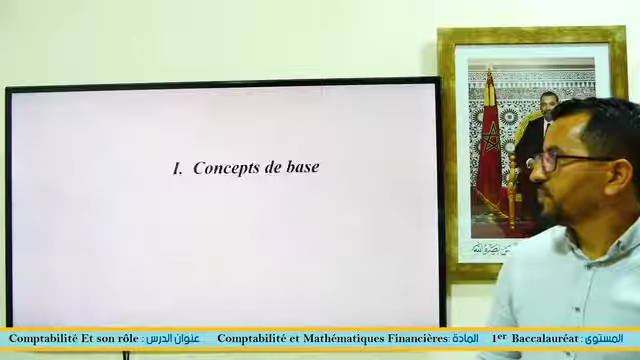 I. Concepts de base
Comptabilité Et son rôle : عنوان الدرس Comptabilité et Mathématiques Financières : المادة 1er Baccalauréat : المستوى